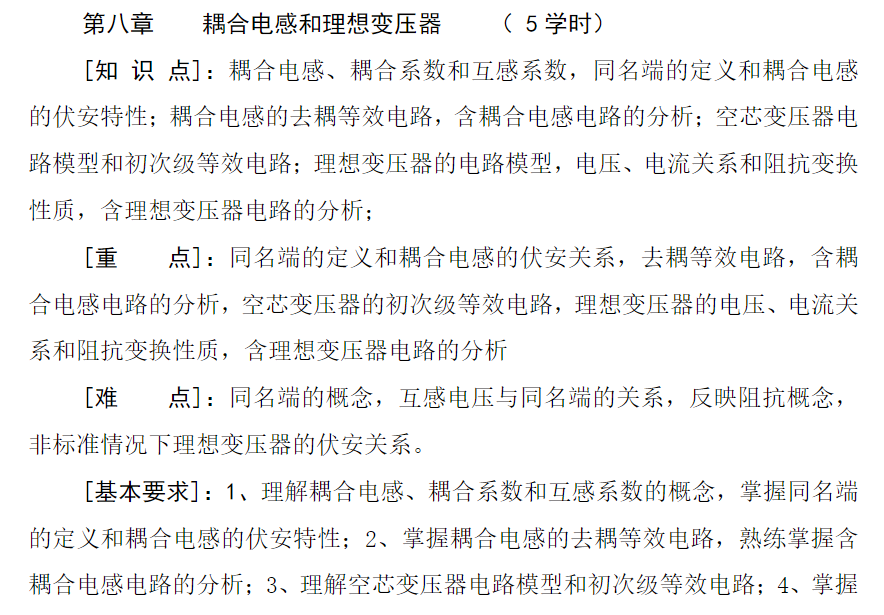 第八章 耦合电感和理想变压器 （ 5学时）
[知 识 点]：耦合电感、耦合系数和互感系数，同名端的定义和耦合电感
的伏安特性；耦合电感的去耦等效电路，含耦合电感电路的分析；空芯变压器电
路模型和初次级等效电路；理想变压器的电路模型，电压、电流关系和阻抗变换
性质，含理想变压器电路的分析；
[重 点]：同名端的定义和耦合电感的伏安关系，去耦等效电路，含耦
合电感电路的分析，空芯变压器的初次级等效电路，理想变压器的电压、电流关
系和阻抗变换性质，含理想变压器电路的分析
[难 点]：同名端的概念，互感电压与同名端的关系，反映阻抗概念，
非标准情况下理想变压器的伏安关系。
[基本要求]：1、理解耦合电感、耦合系数和互感系数的概念，掌握同名端
的定义和耦合电感的伏安特性；2、掌握耦合电感的去耦等效电路，熟练掌握含
耦合电感电路的分析；3、理解空芯变压器电路模型和初次级等效电路；4、掌握